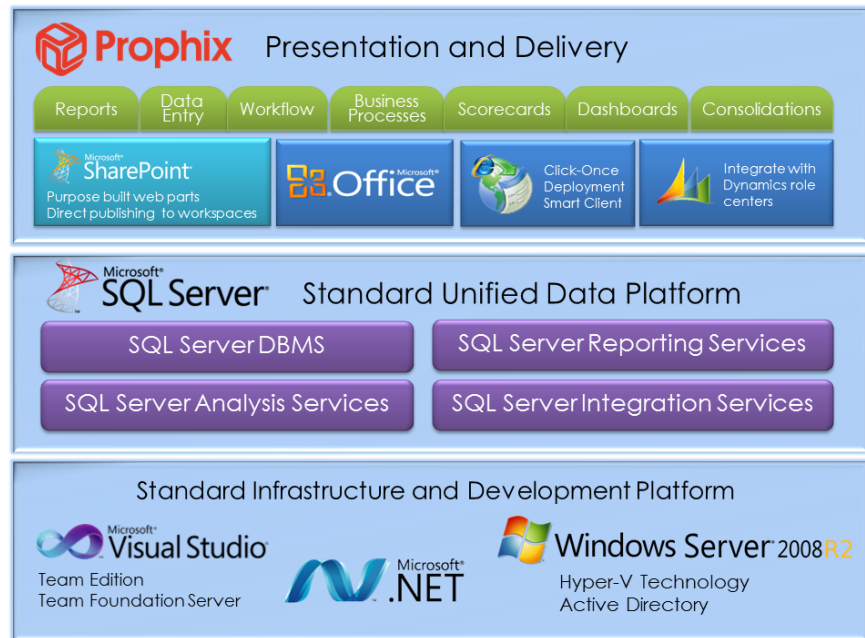 Prophix Presentation and Delivery
Reports
Data
Entry
Workflow
Business
Processes
Scorecards
Dashboards
Consolidations
Microsoft®
SharePoint®
Purpose built web parts
Direct publishing to workspaces
Microsoft®
Office
Click-Once
Deployment
Smart Client
Integrate with
Dynamics role
centers
Microsoft®
SQL Server® Standard Unified Data Platform
SQL Server DBMS
SQL Server Reporting Services
SQL Server Analysis Services
SQL Server Integration Services
Standard Infrastructure and Development Platform
Microsoft®
Visual Studio®
Team Edition
Team Foundation Server
Microsoft®
.NET
Windows Server® 2008 R2
Hyper-V Technology
Active Directory